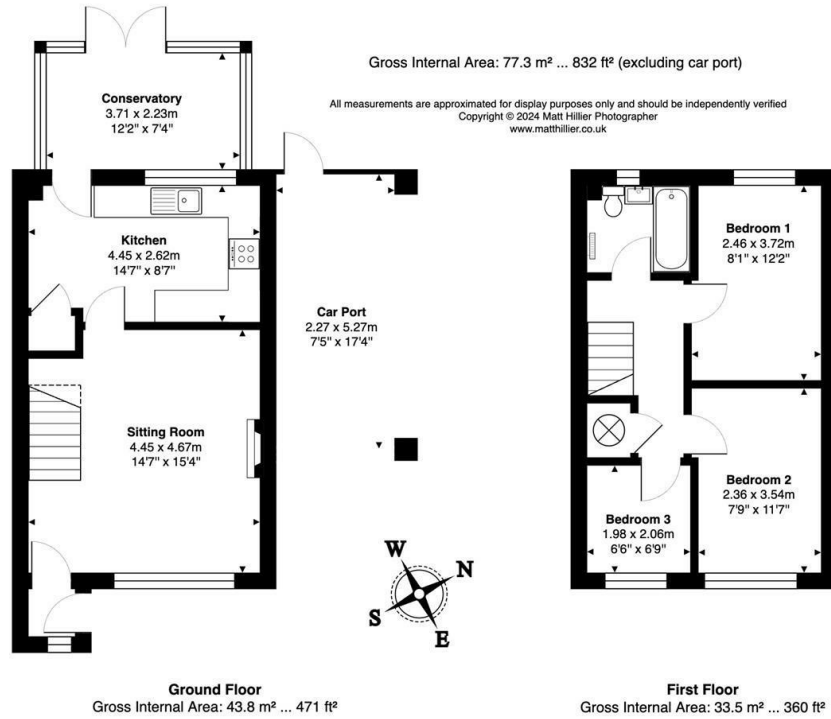 Gross Internal Area: 77.3 m² ... 832 ft² (excluding car port)
All measurements are approximated for display purposes only and should be independently verified
Copyright © 2024 Matt Hillier Photographer
www.matthillier.co.uk
Conservatory
3.71 x 2.23m
12'2" x 7'4"
Kitchen
4.45 x 2.62m
14'7" x 8'7"
Car Port
2.27 x 5.27m
7'5" x 17'4"
Sitting Room
4.45 x 4.67m
14'7" x 15'4"
Bedroom 1
2.46 x 3.72m
8'1" x 12'2"
Bedroom 2
2.36 x 3.54m
7'9" x 11'7"
Bedroom 3
1.98 x 2.06m
6'6" x 6'9"
W
N
S
E
Ground Floor
Gross Internal Area: 43.8 m² ... 471 ft²
First Floor
Gross Internal Area: 33.5 m² ... 360 ft²